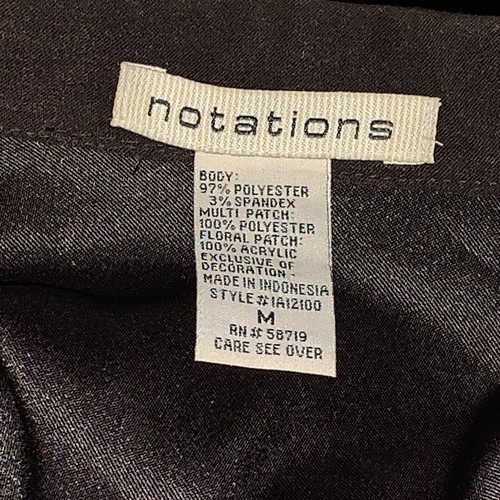 notations
BODY:
97% POLYESTER
3% SPANDEX
MULTI PATCH:
100% POLYESTER
FLORAL PATCH:
100% ACRYLIC
EXCLUSIVE OF
DECORATION -
MADE IN INDONESIA
STYLE# 1A12100
M
RN# 58719
CARE SEE OVER